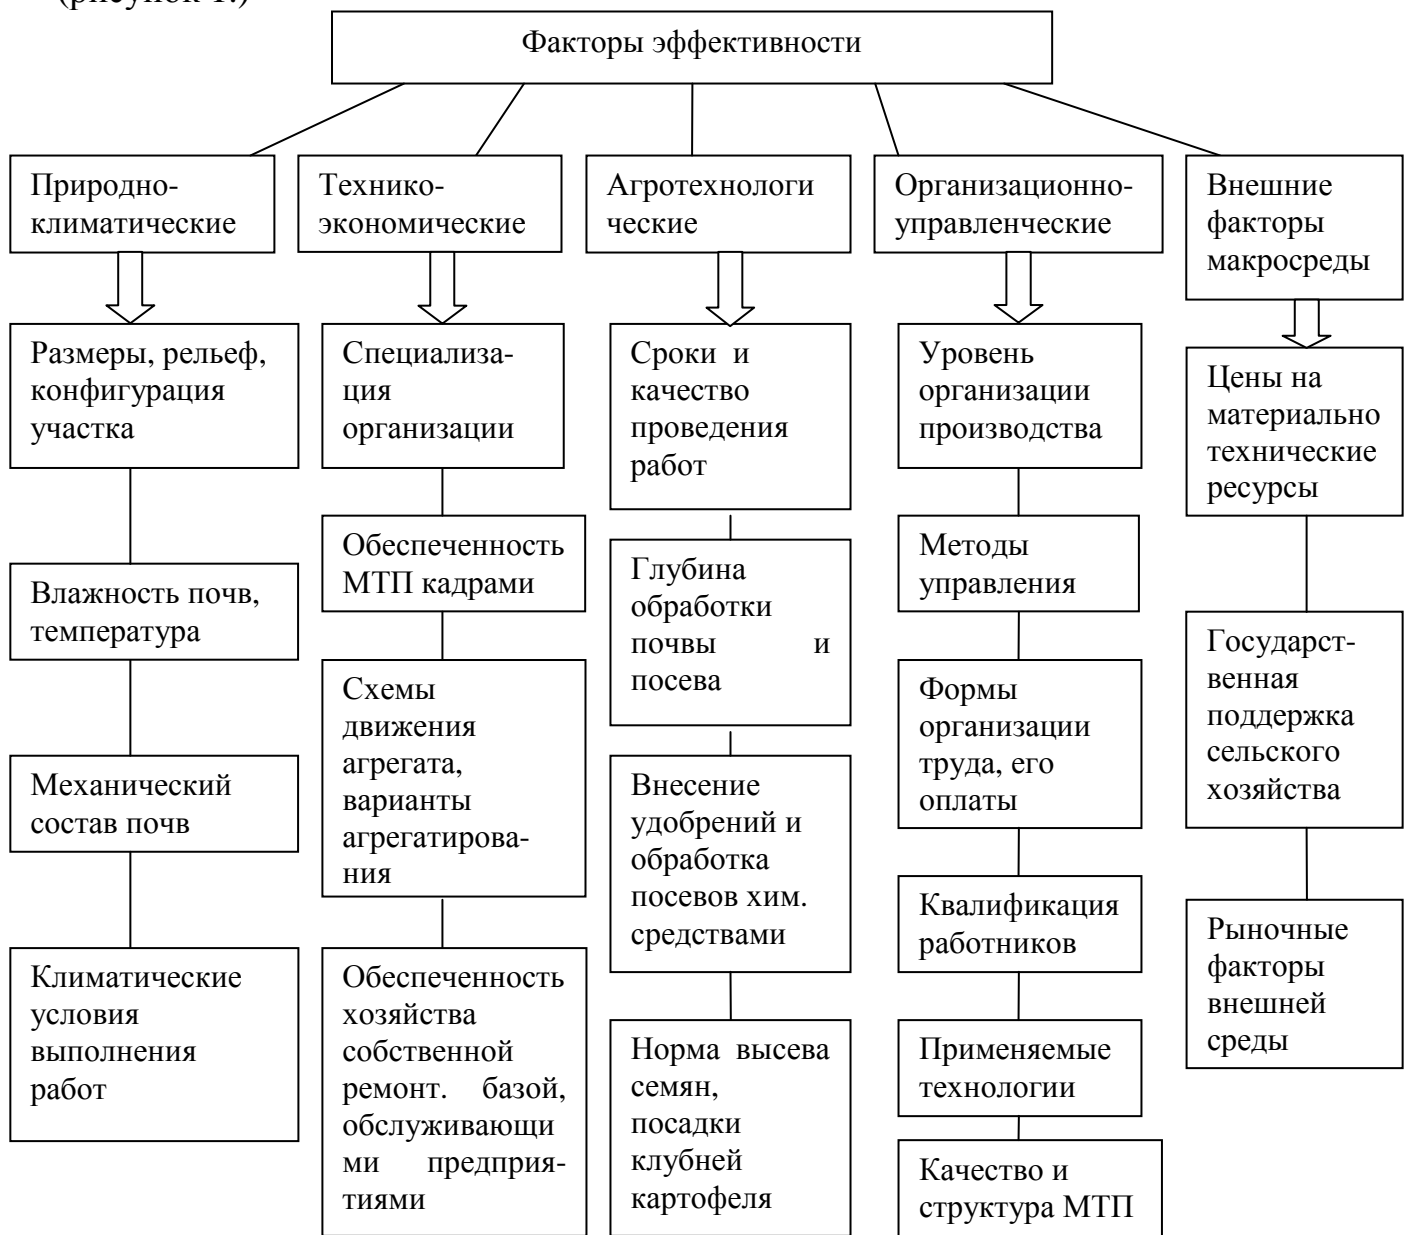 (рисунок 1.)
Факторы эффективности
Природно-
климатические
Технико-
экономические
Агротехнологи
ческие
Организационно-
управленческие
Внешние
факторы
макросреды
Размеры, рельеф,
конфигурация
участка
Влажность почв,
температура
Механический
состав почв
Климатические
условия
выполнения
работ
Специализа-
ция
организации
Обеспеченность
МТП кадрами
Схемы
движения
агрегата,
варианты
агрегатирова-
ния
Обеспеченность
хозяйства
собственной
ремонт. базой,
обслуживающи
ми предприя-
тиями
Сроки и
качество
проведения
работ
Глубина
обработки
почвы и
посева
Внесение
удобрений и
обработка
посевов хим.
средствами
Норма высева
семян,
посадки
клубней
картофеля
Уровень
организации
производства
Методы
управления
Формы
организации
труда, его
оплаты
Квалификация
работников
Применяемые
технологии
Качество и
структура МТП
Цены на
материально
технические
ресурсы
Государст-
венная
поддержка
сельского
хозяйства
Рыночные
факторы
внешней
среды